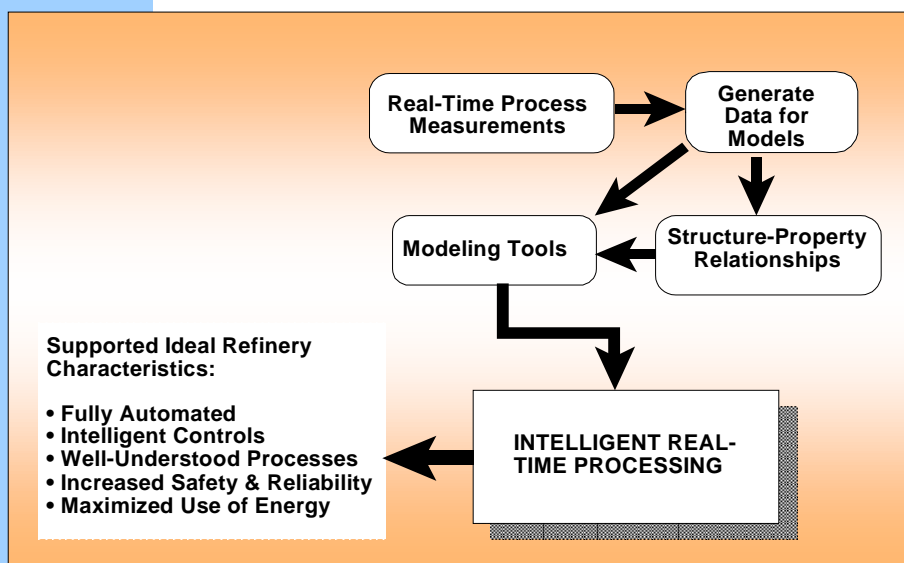 Real-Time Process
Measurements
Generate
Data for
Models
Modeling Tools
Structure-Property
Relationships
Supported Ideal Refinery
Characteristics:
• Fully Automated
• Intelligent Controls
• Well-Understood Processes
• Increased Safety & Reliability
• Maximized Use of Energy
INTELLIGENT REAL-
TIME PROCESSING